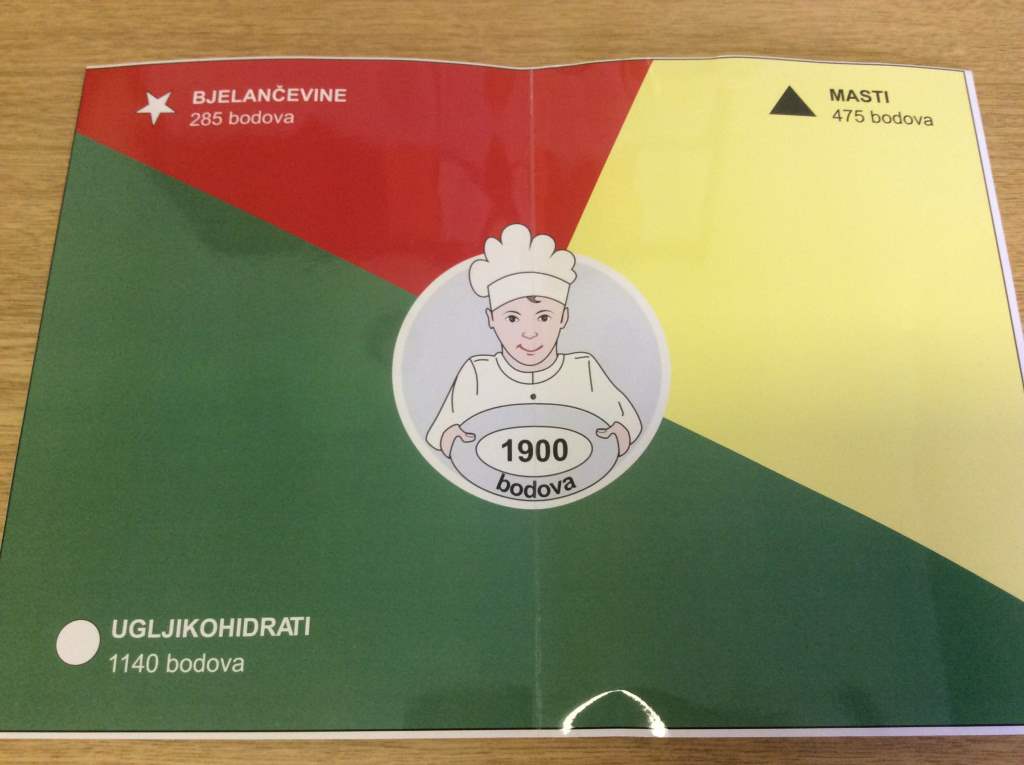 BJELANČEVINE
285 bodova
MASTI
475 bodova
1900
bodova
UGLJIKOHIDRATI
1140 bodova